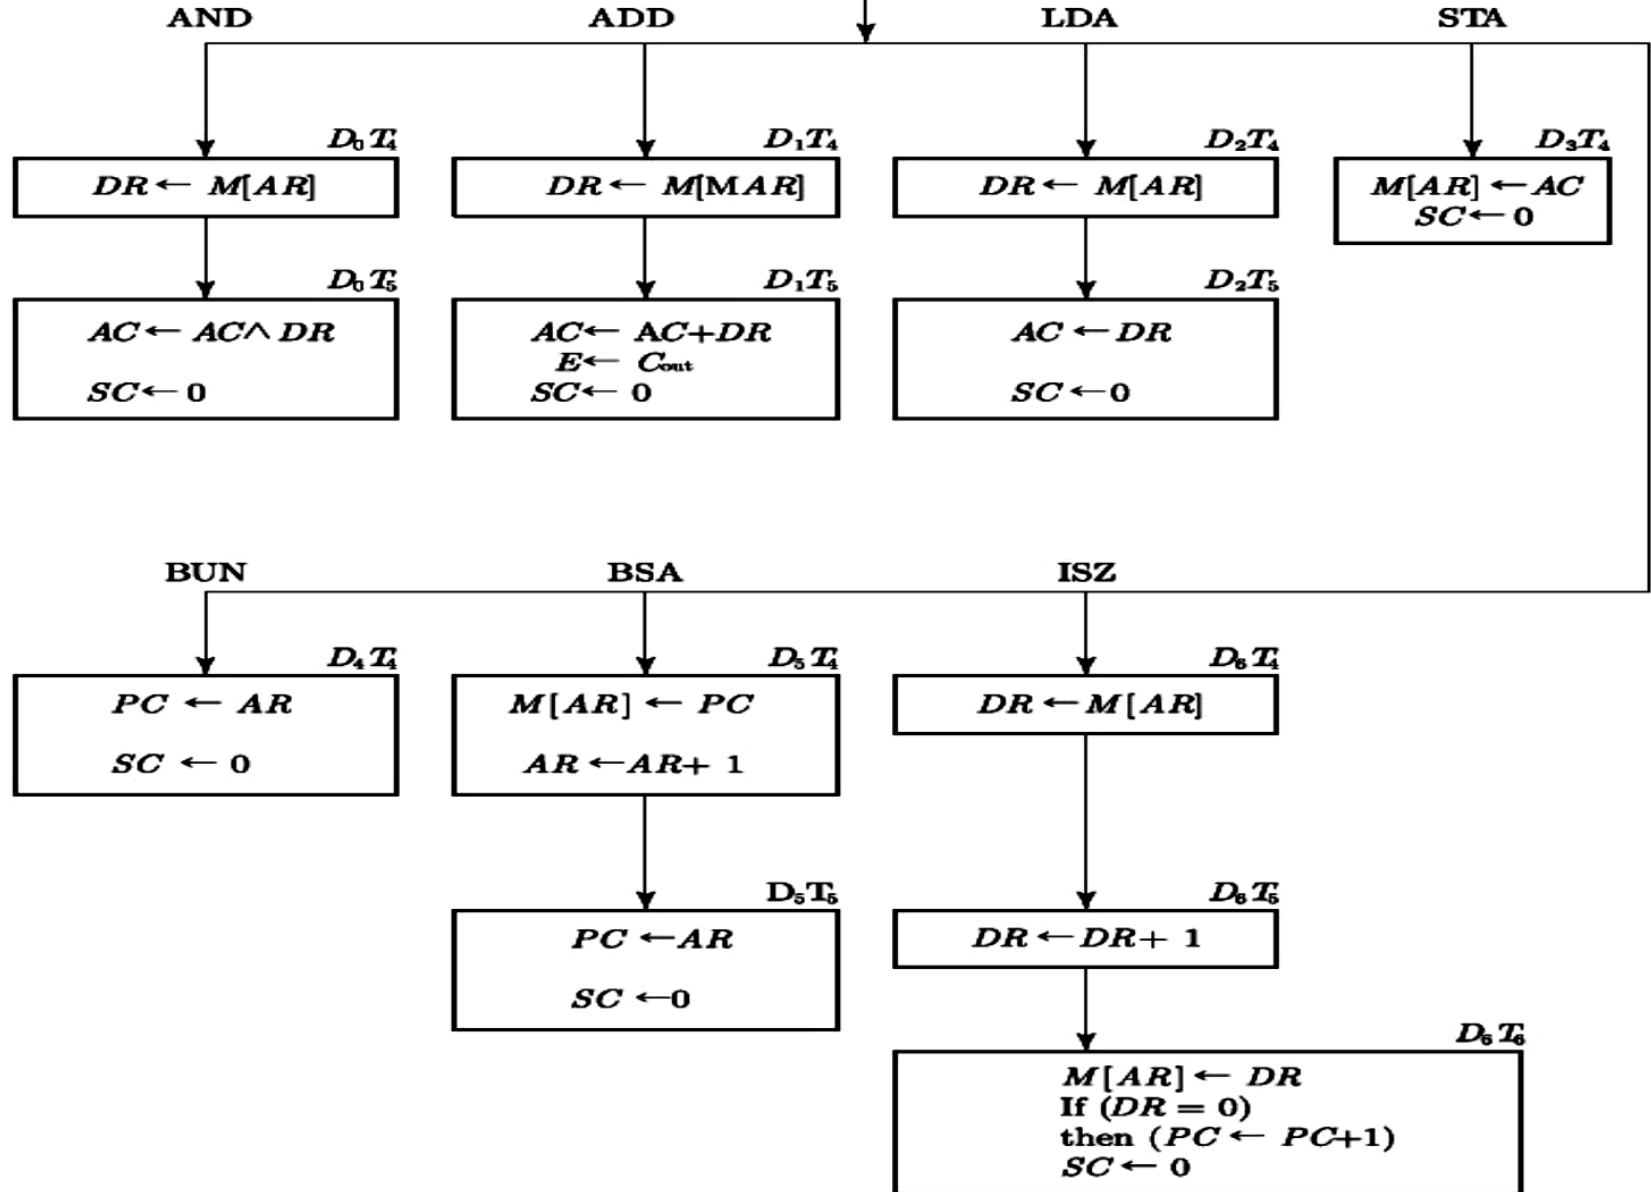 AND ADD LDA STA
D₀T₄ D₁T₄ D₂T₄ D₃T₄
DR ← M[AR] DR ← M[MAR] DR ← M[AR] M[AR] ← AC
SC ← 0
D₀T₅ D₁T₅ D₂T₅
AC ← AC∧ DR AC ← AC+DR AC ← DR
E ← Cout
SC ← 0 SC ← 0 SC ← 0
BUN BSA ISZ
D₄T₄ D₅T₄ D₆T₄
PC ← AR M[AR] ← PC DR ← M[AR]
SC ← 0 AR ← AR+ 1
D₅T₅ D₆T₅
PC ← AR DR ← DR+ 1
SC ← 0
D₆T₆
M[AR] ← DR
If (DR = 0)
then (PC ← PC+1)
SC ← 0